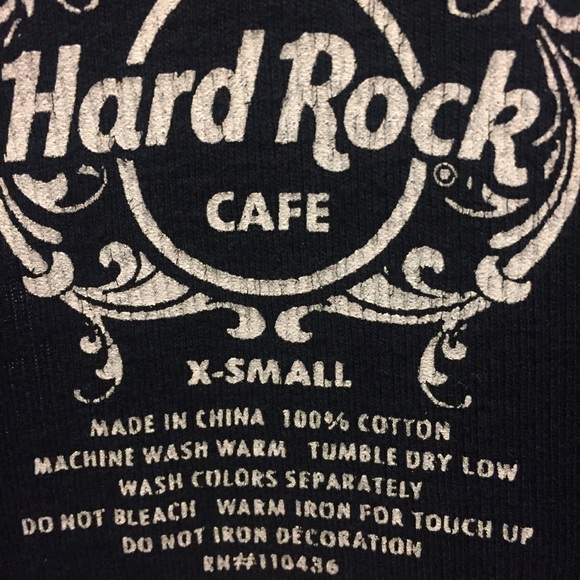 Hard Rock
®
CAFE
X-SMALL
MADE IN CHINA 100% COTTON
MACHINE WASH WARM TUMBLE DRY LOW
WASH COLORS SEPARATELY
DO NOT BLEACH WARM IRON FOR TOUCH UP
DO NOT IRON DECORATION
RN##110436